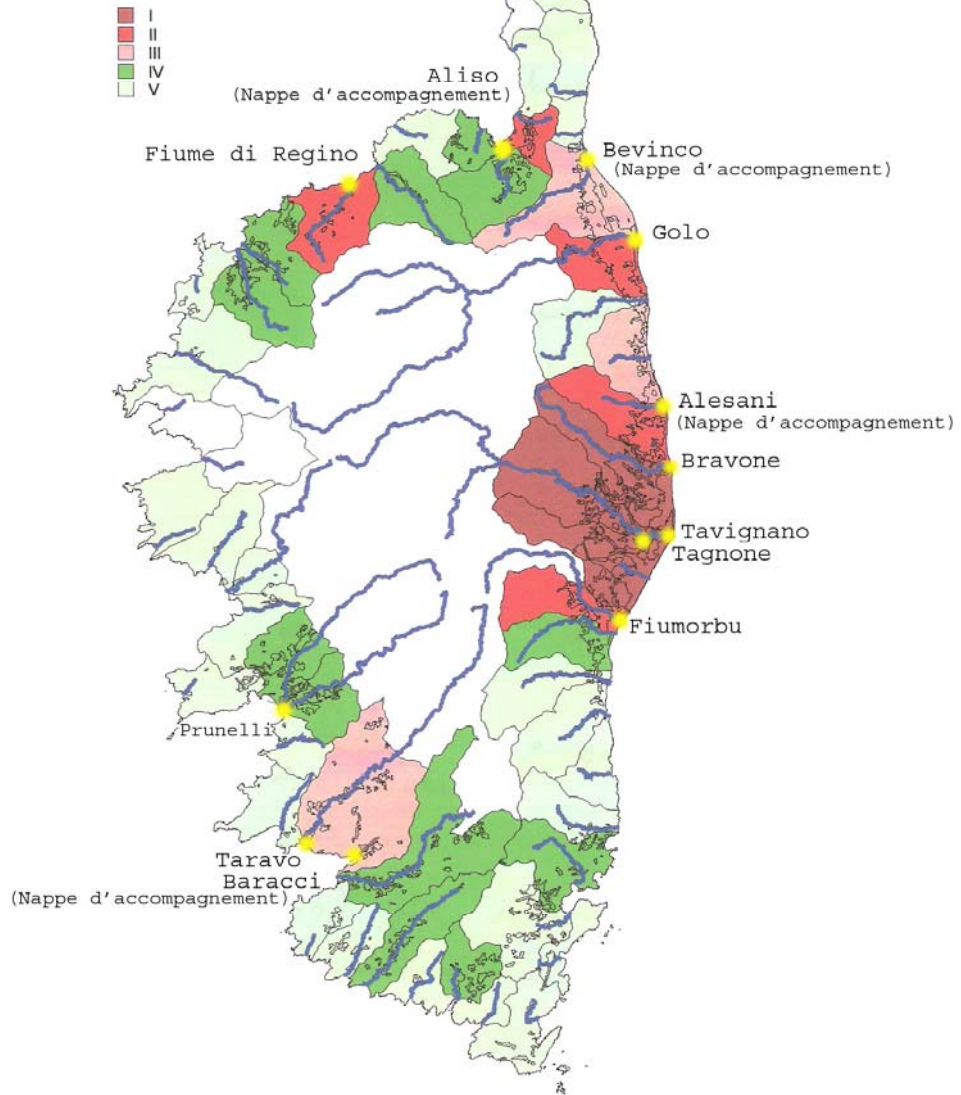 I
II
III
IV
V
Aliso
(Nappe d'accompagnement)
Fiume di Regino
Bevinco
(Nappe d'accompagnement)
Golo
Alesani
(Nappe d'accompagnement)
Bravone
Tavignano
Tagnone
Fiumorbu
Prunelli
Taravo
Baracci
(Nappe d'accompagnement)